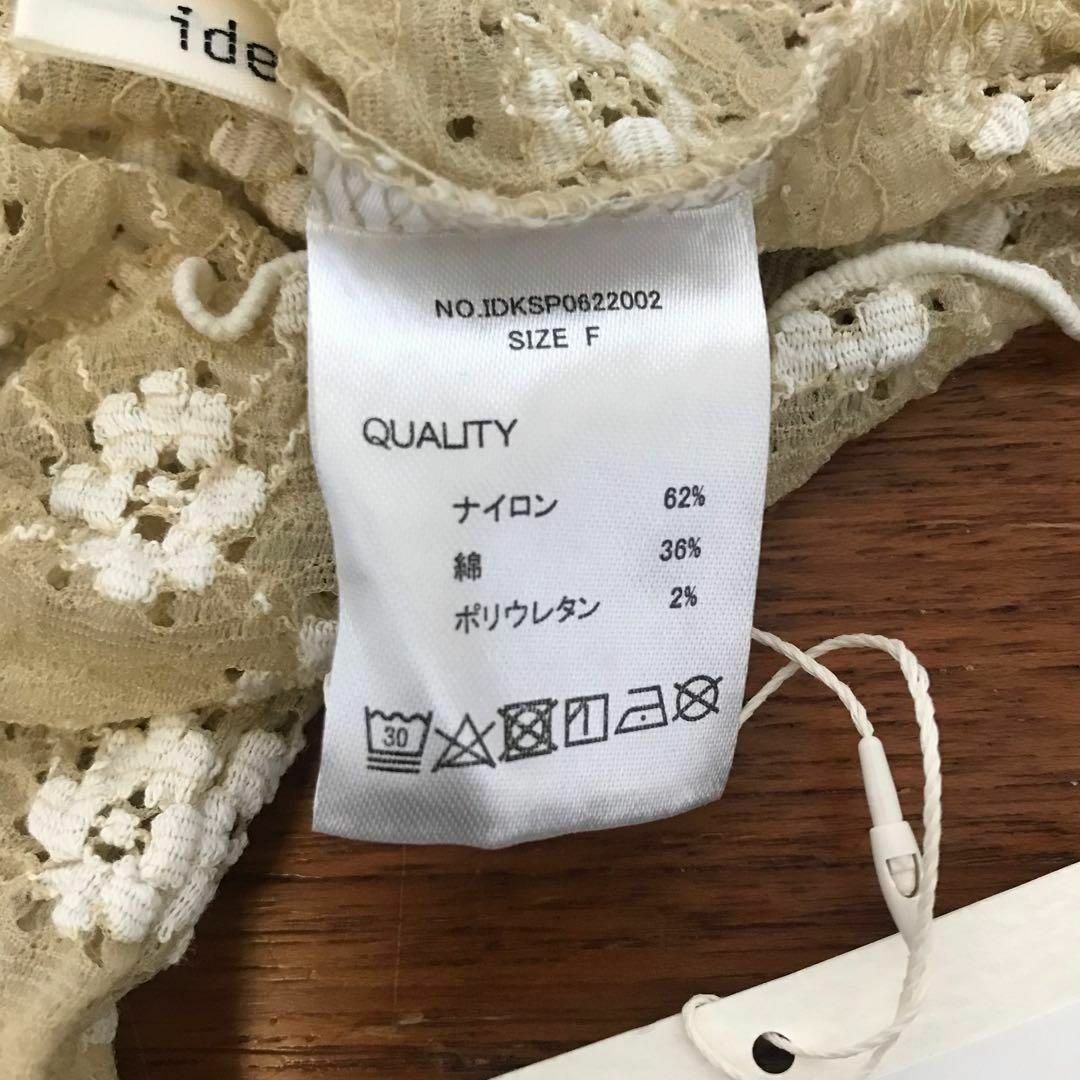 ide
NO.IDKSP0622002
SIZE F
QUALITY
ナイロン 62%
綿 36%
ポリウレタン 2%
30